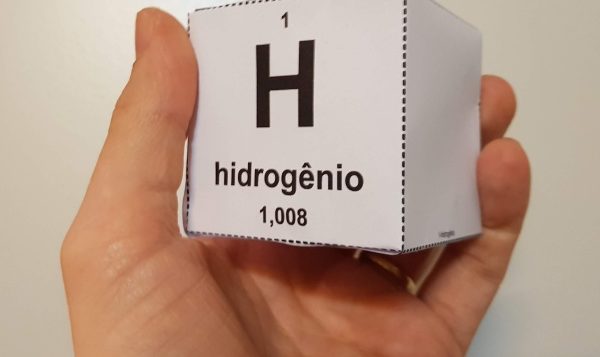 1
H
hidrogênio
1,008